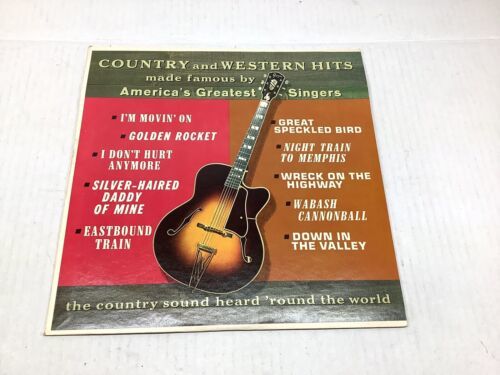 COUNTRY and WESTERN HITS
made famous by
America's Greatest Singers
I'M MOVIN' ON
GOLDEN ROCKET
I DON'T HURT
ANYMORE
SILVER-HAIRED
DADDY
OF MINE
EASTBOUND
TRAIN
GREAT
SPECKLED BIRD
NIGHT TRAIN
TO MEMPHIS
WRECK ON THE
HIGHWAY
WABASH
CANNONBALL
DOWN IN
THE VALLEY
the country sound heard 'round the world